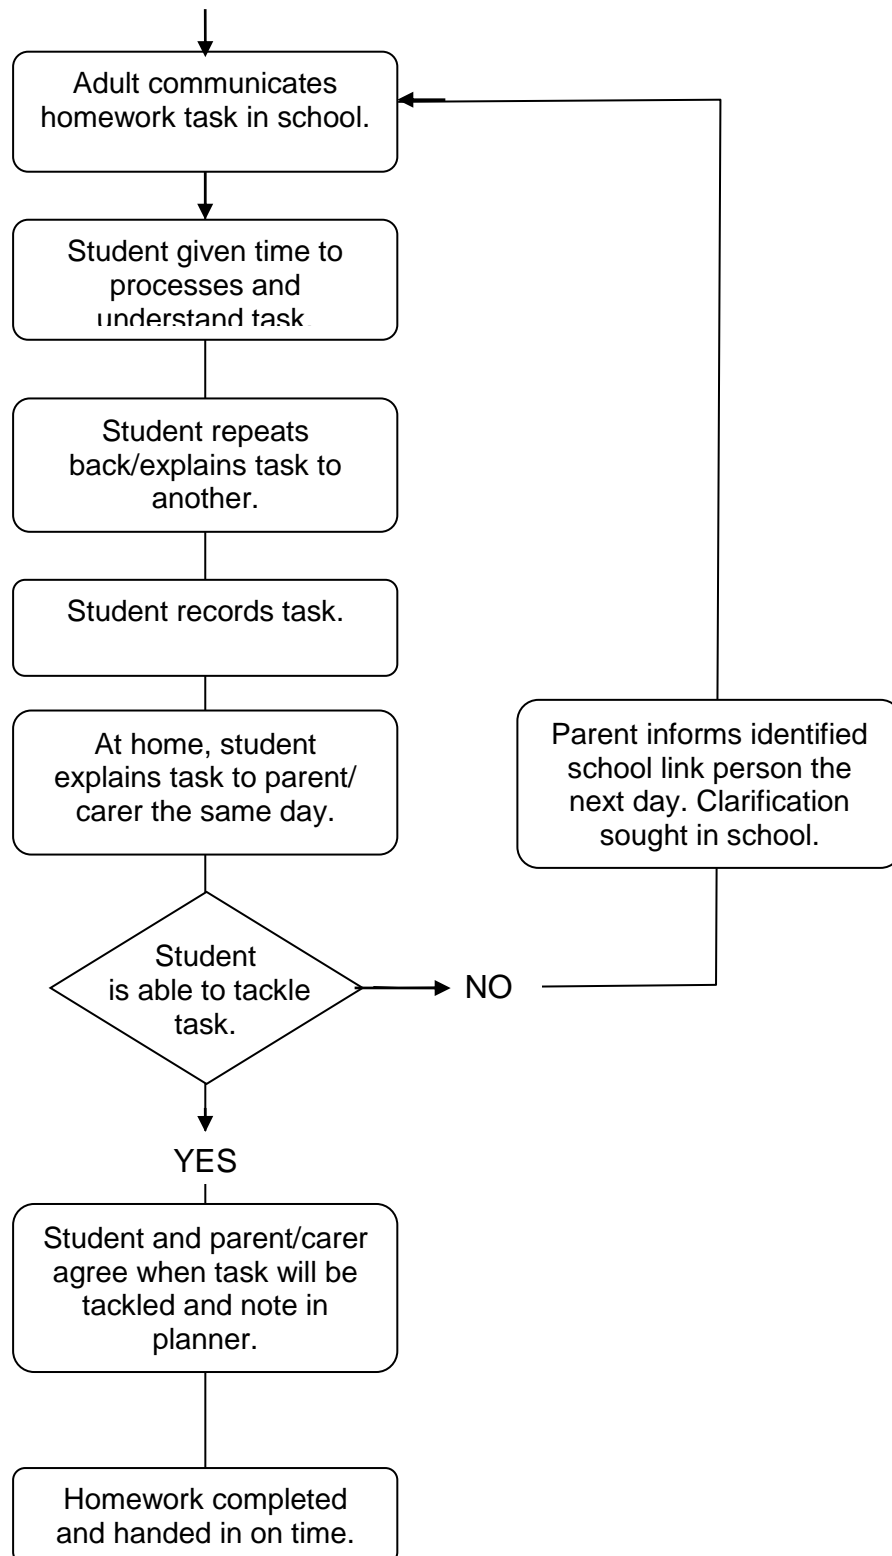 Adult communicates
homework task in school.
Student given time to
processes and
understand task.
Student repeats
back/explains task to
another.
Student records task.
At home, student
explains task to parent/
carer the same day.
Parent informs identified
school link person the
next day. Clarification
sought in school.
Student
is able to tackle
task.
NO
YES
Student and parent/carer
agree when task will be
tackled and note in
planner.
Homework completed
and handed in on time.